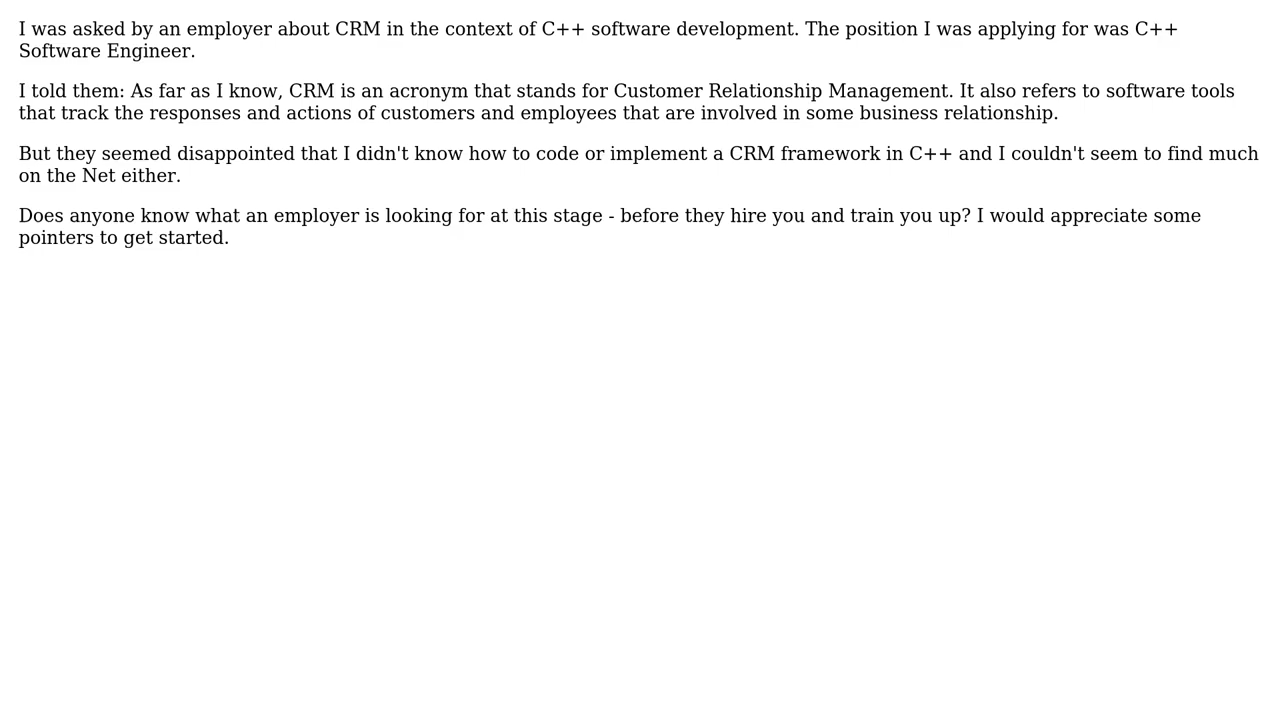 I was asked by an employer about CRM in the context of C++ software development. The position I was applying for was C++
Software Engineer.
I told them: As far as I know, CRM is an acronym that stands for Customer Relationship Management. It also refers to software tools
that track the responses and actions of customers and employees that are involved in some business relationship.
But they seemed disappointed that I didn't know how to code or implement a CRM framework in C++ and I couldn't seem to find much
on the Net either.
Does anyone know what an employer is looking for at this stage - before they hire you and train you up? I would appreciate some
pointers to get started.